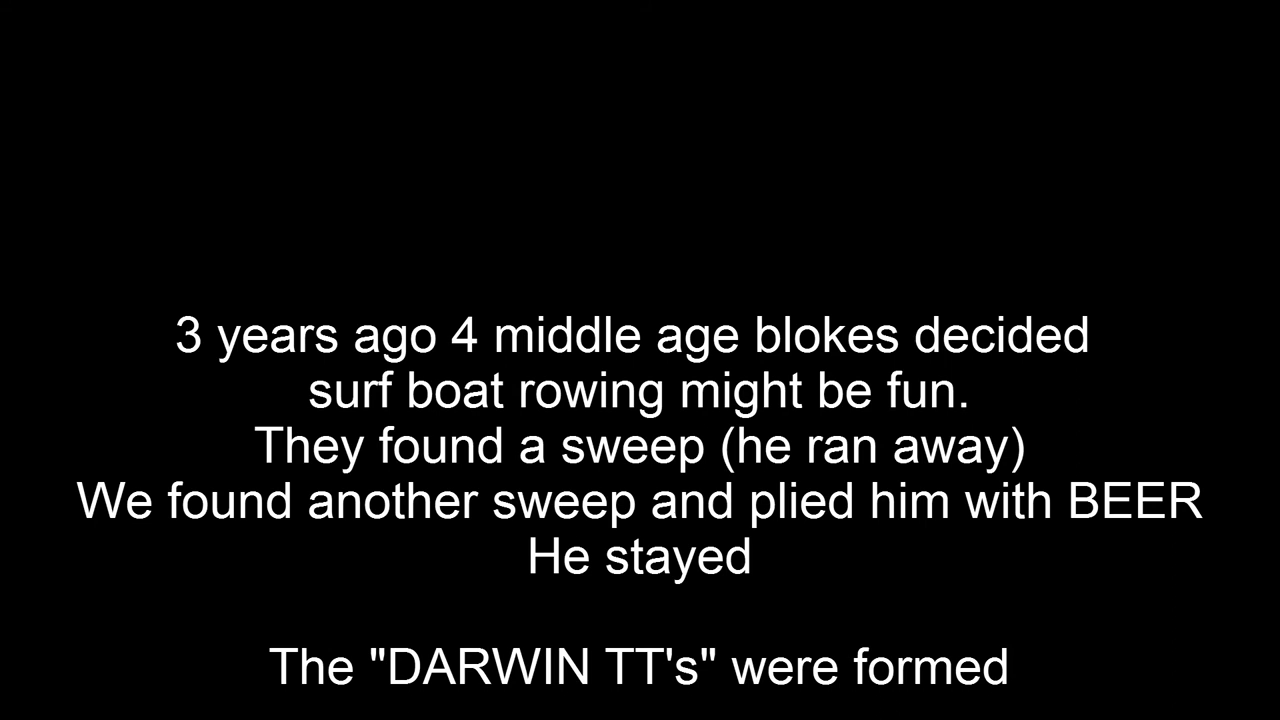 3 years ago 4 middle age blokes decided
surf boat rowing might be fun.
They found a sweep (he ran away)
We found another sweep and plied him with BEER
He stayed
The "DARWIN TT's" were formed